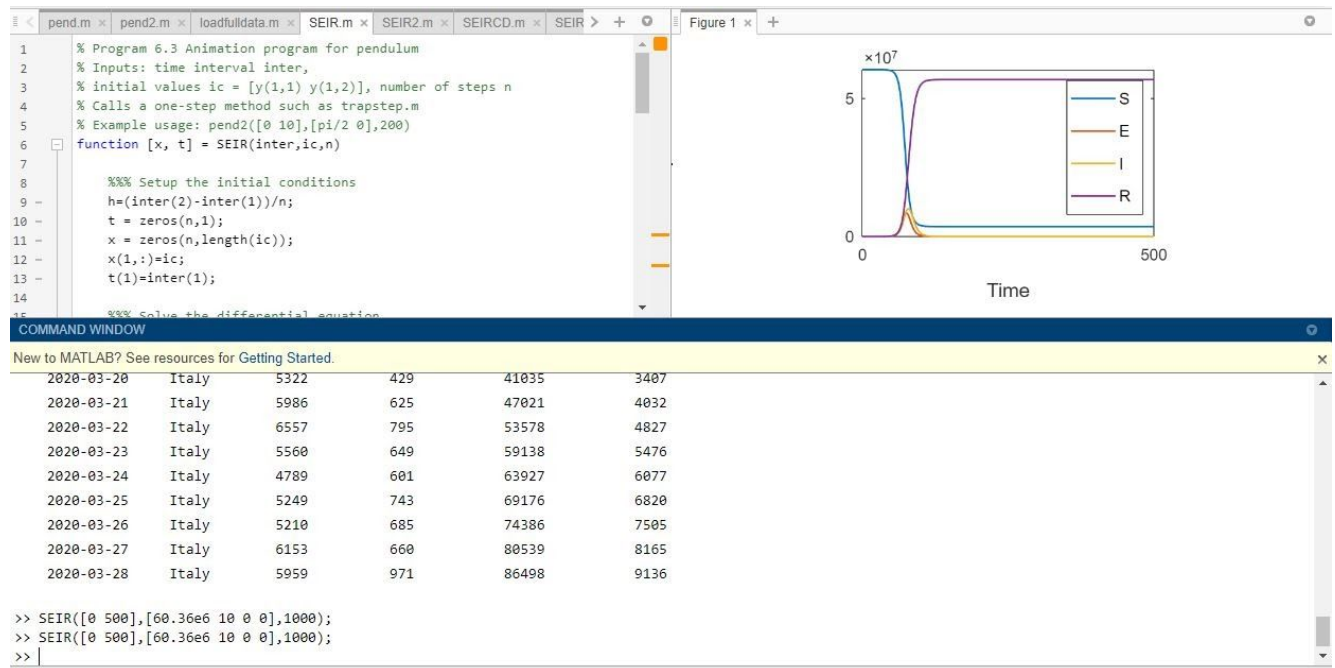 pend.m × pend2.m × loadfulldata.m × SEIR.m × SEIR2.m × SEIRCD.m × SEIR > +
1 % Program 6.3 Animation program for pendulum
2 % Inputs: time interval inter,
3 % initial values ic = [y(1,1) y(1,2)], number of steps n
4 % Calls a one-step method such as trapstep.m
5 % Example usage: pend2([0 10],[pi/2 0],200)
6 function [x, t] = SEIR(inter,ic,n)
7
8 %%% Setup the initial conditions
9 – h=(inter(2)-inter(1))/n;
10 – t = zeros(n,1);
11 – x = zeros(n,length(ic));
12 – x(1,:)=ic;
13 – t(1)=inter(1);
14
15 %%% Solve the differential equation
Figure 1 × +
×10⁷
5
0
0 500
Time
S
E
I
R
COMMAND WINDOW
New to MATLAB? See resources for Getting Started. ×
2020-03-20 Italy 5322 429 41035 3407
2020-03-21 Italy 5986 625 47021 4032
2020-03-22 Italy 6557 795 53578 4827
2020-03-23 Italy 5560 649 59138 5476
2020-03-24 Italy 4789 601 63927 6077
2020-03-25 Italy 5249 743 69176 6820
2020-03-26 Italy 5210 685 74386 7505
2020-03-27 Italy 6153 660 80539 8165
2020-03-28 Italy 5959 971 86498 9136
>> SEIR([0 500],[60.36e6 10 0 0],1000);
>> SEIR([0 500],[60.36e6 10 0 0],1000);
>>